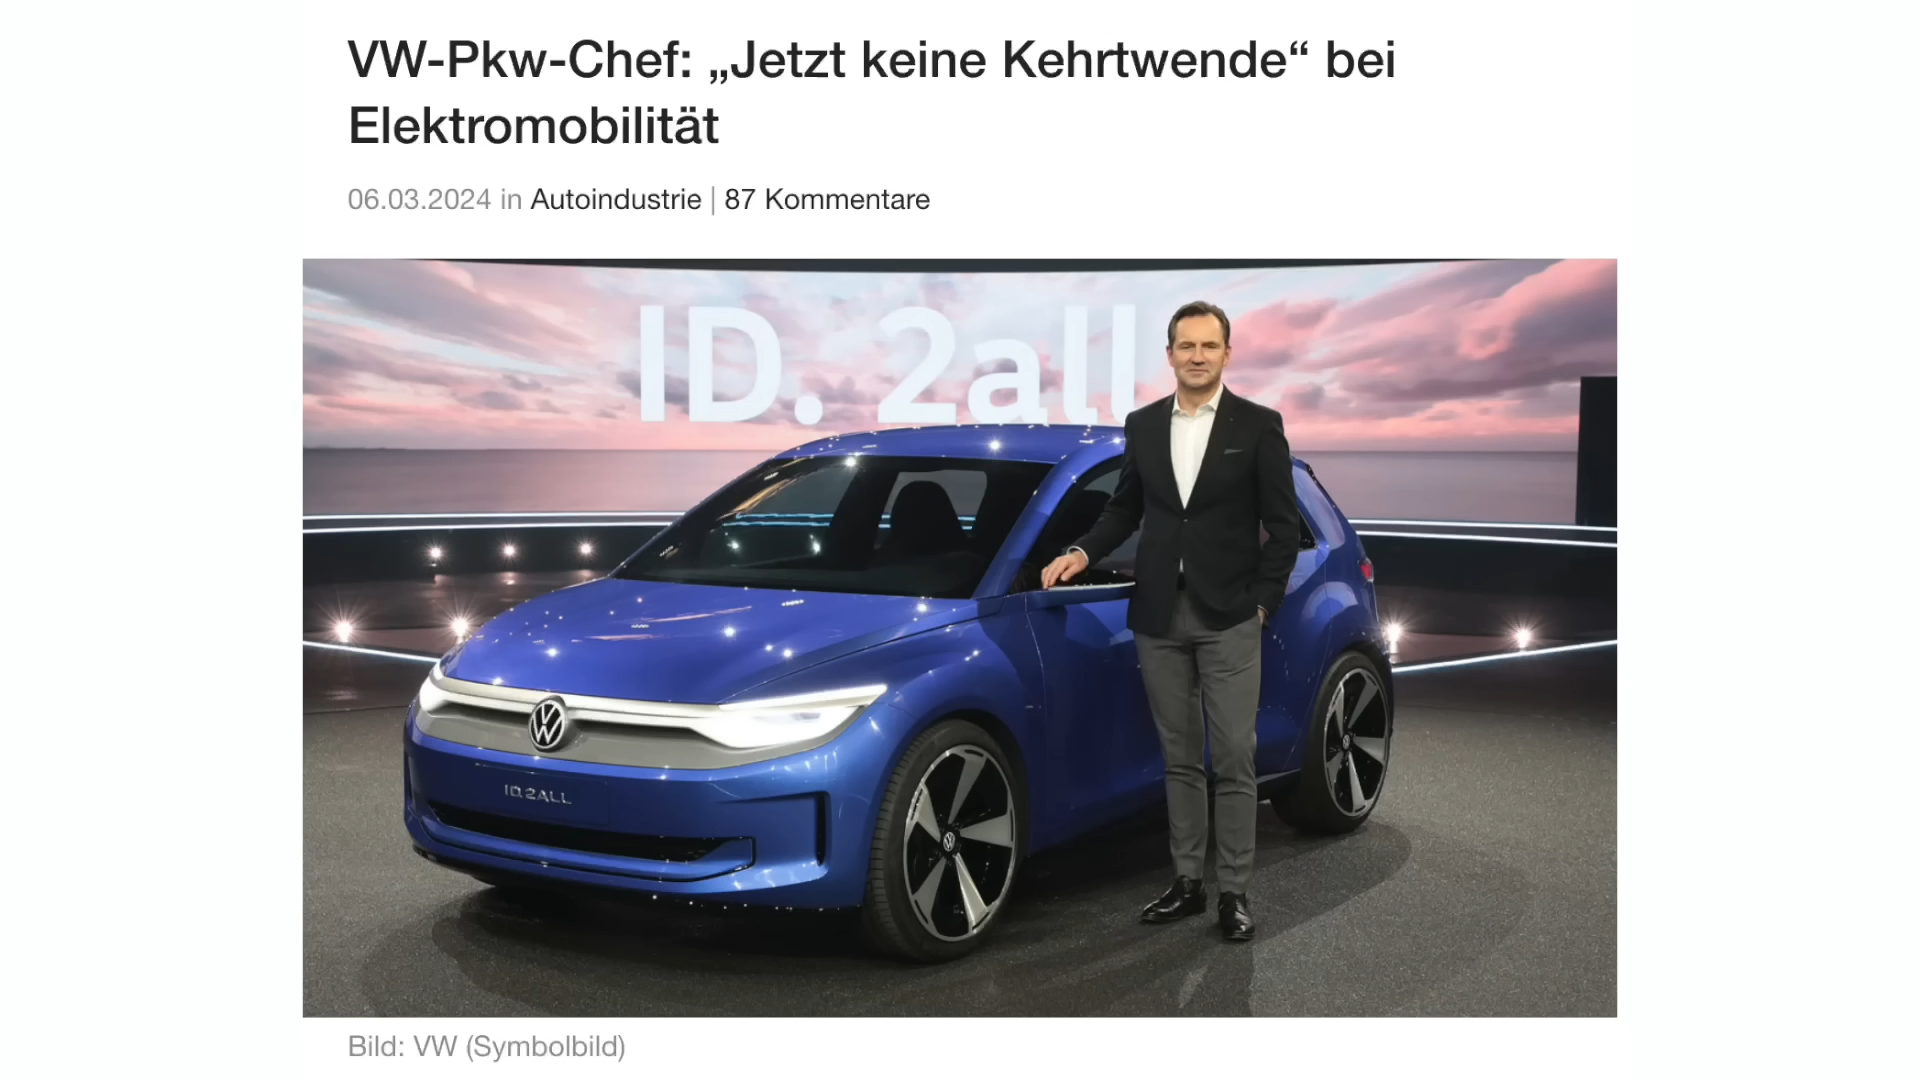 VW-Pkw-Chef: „Jetzt keine Kehrtwende“ bei
Elektromobilität
06.03.2024 in Autoindustrie | 87 Kommentare
ID. 2all
ID. 2ALL
Bild: VW (Symbolbild)